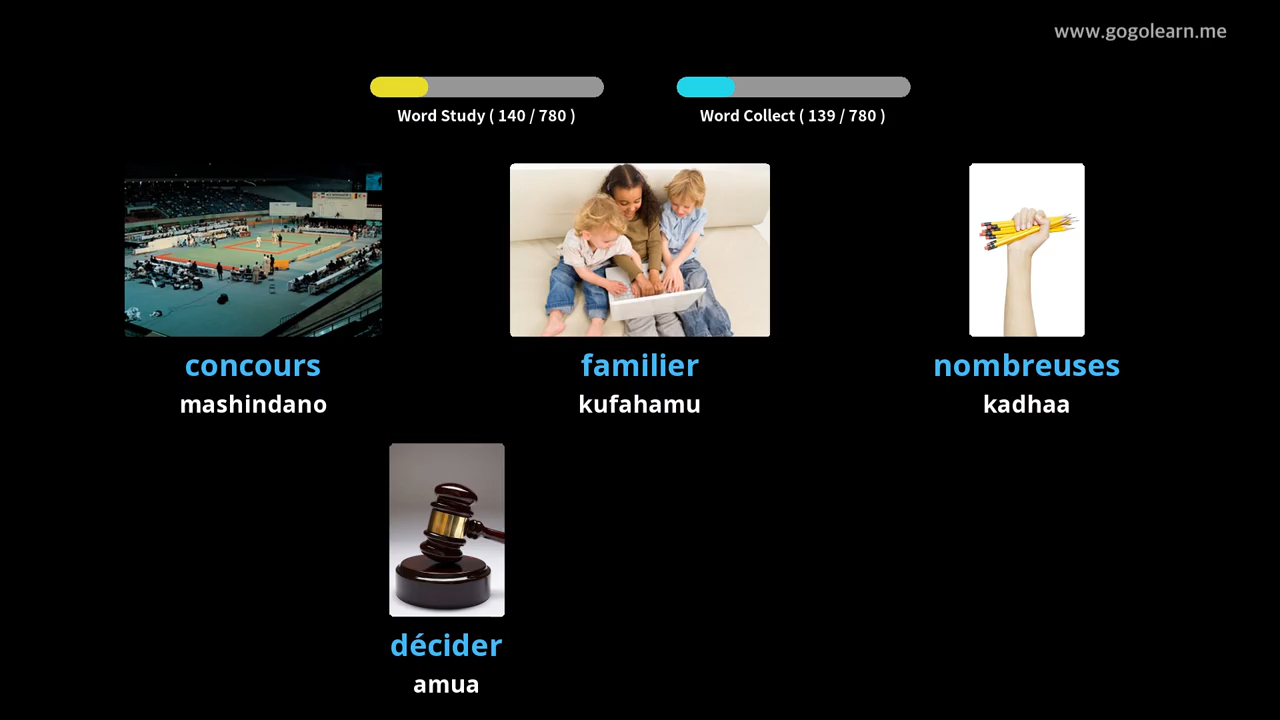 www.gogolearn.me
Word Study ( 140 / 780 )
Word Collect ( 139 / 780 )
concours
familier
nombreuses
mashindano
kufahamu
kadhaa
décider
amua